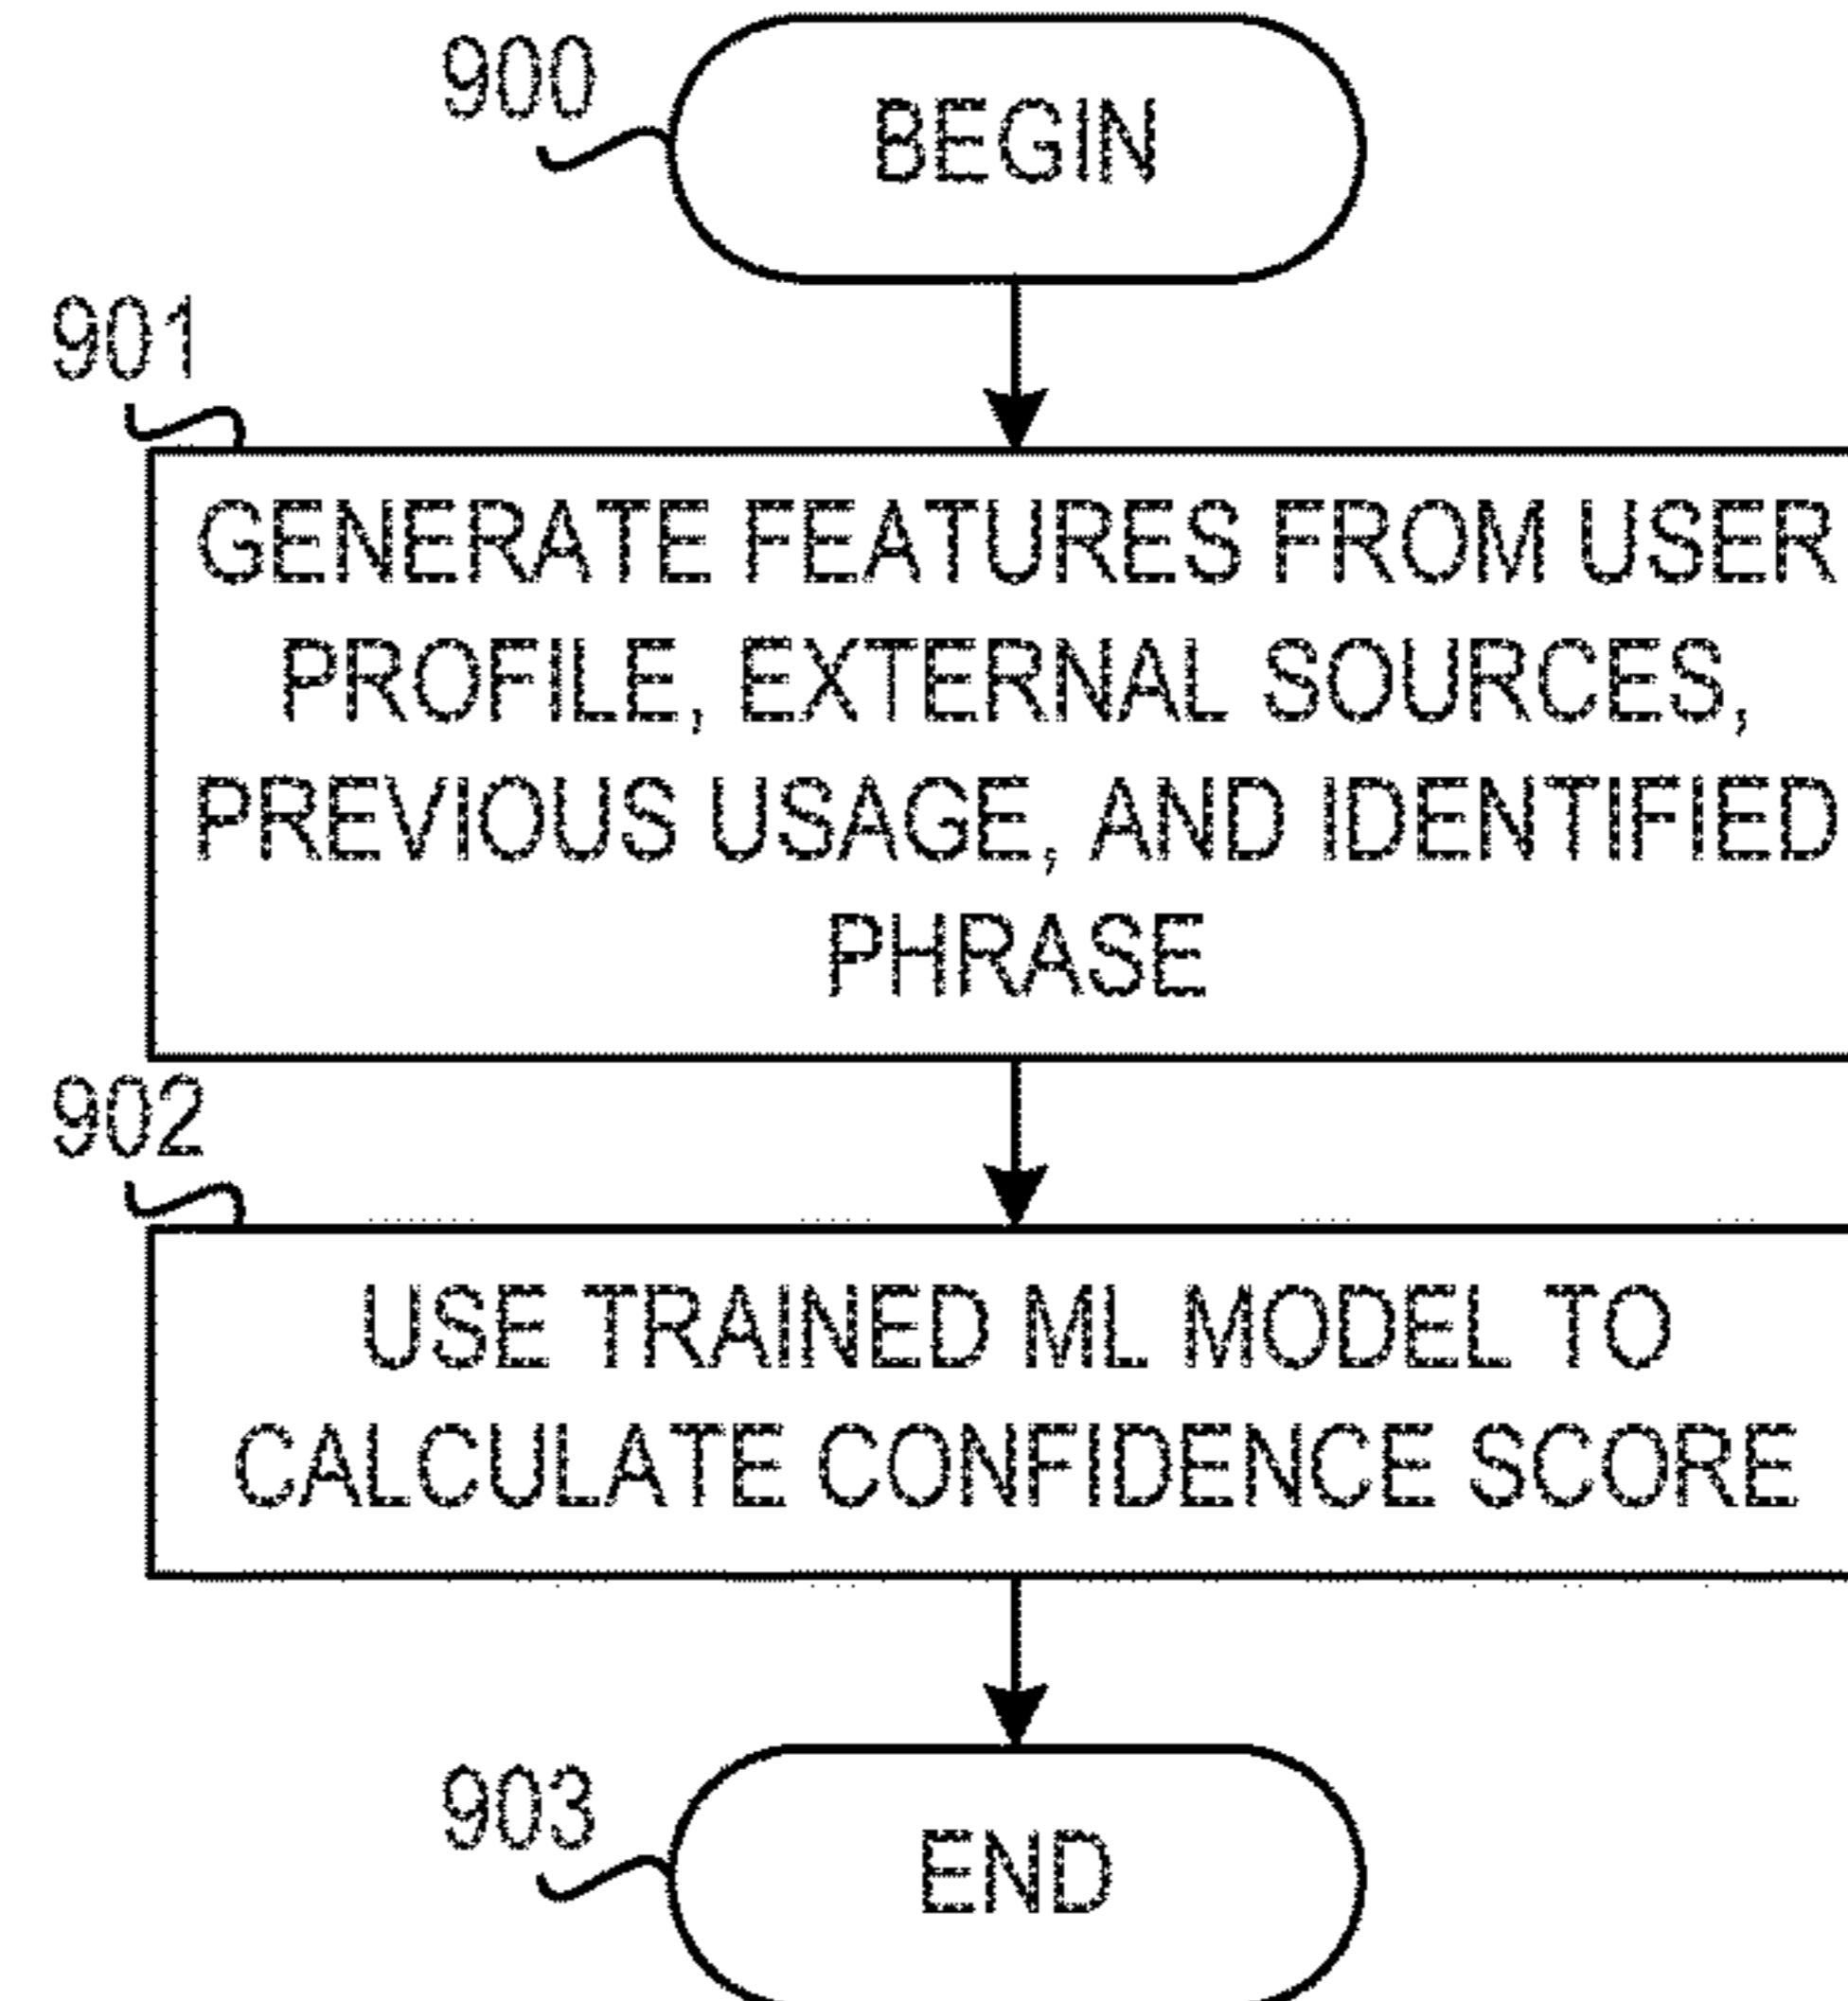 900
BEGIN
901
GENERATE FEATURES FROM USER
PROFILE, EXTERNAL SOURCES,
PREVIOUS USAGE, AND IDENTIFIED
PHRASE
902
USE TRAINED ML MODEL TO
CALCULATE CONFIDENCE SCORE
903
END